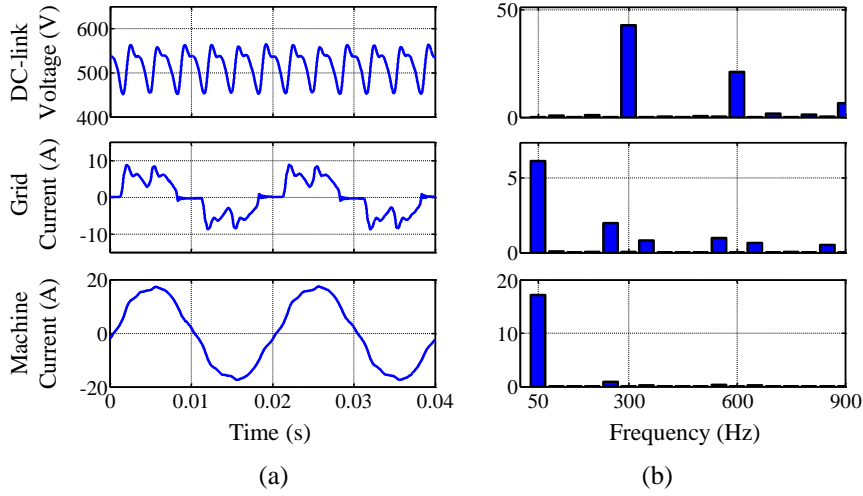 DC-link
Voltage (V)
600
500
400
50
0
Grid
Current (A)
10
0
-10
5
0
Machine
Current (A)
20
0
-20
0
0.01
0.02
0.03
0.04
Time (s)
20
10
0
50
300
600
900
Frequency (Hz)
(a)
(b)